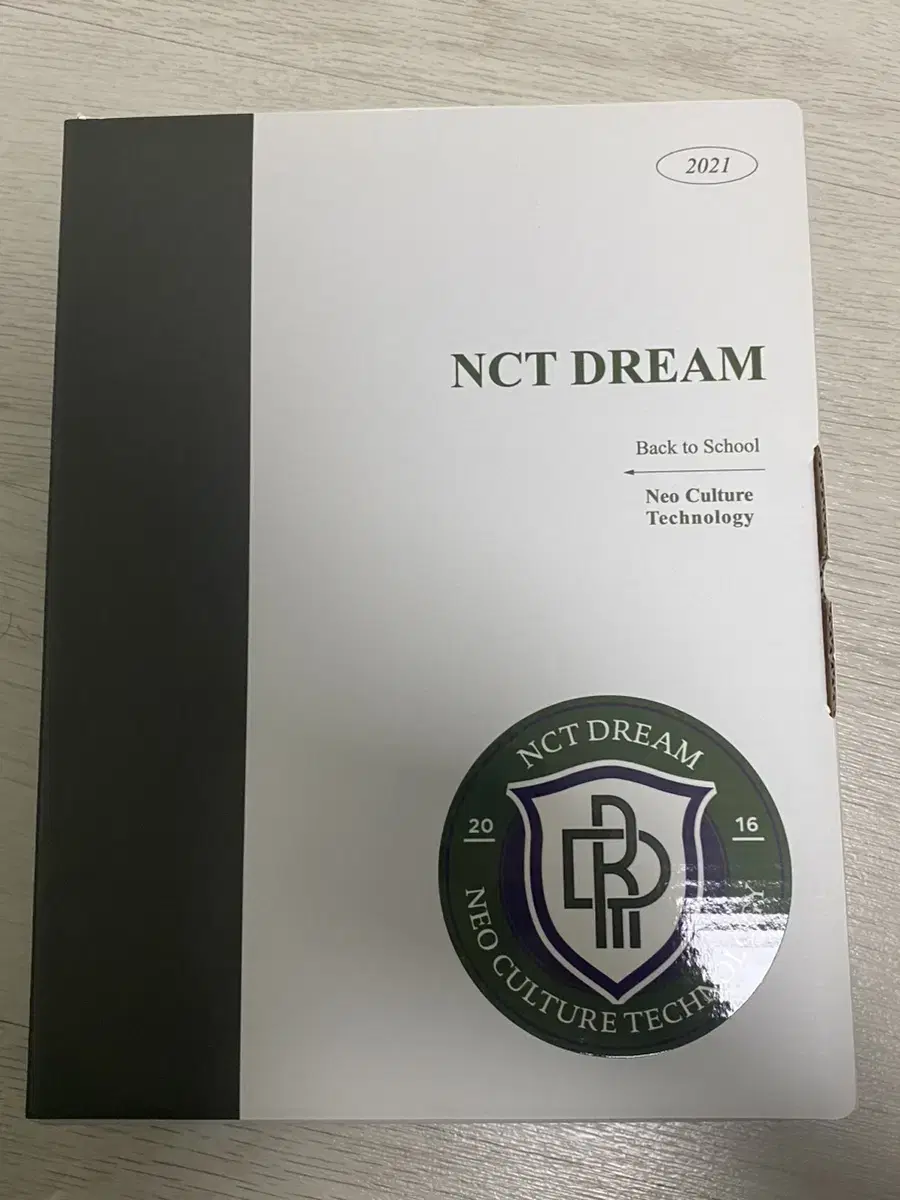 2021
NCT DREAM
Back to School
Neo Culture
Technology
NCT DREAM
20
16
NEO CULTURE TECHNOLOGY